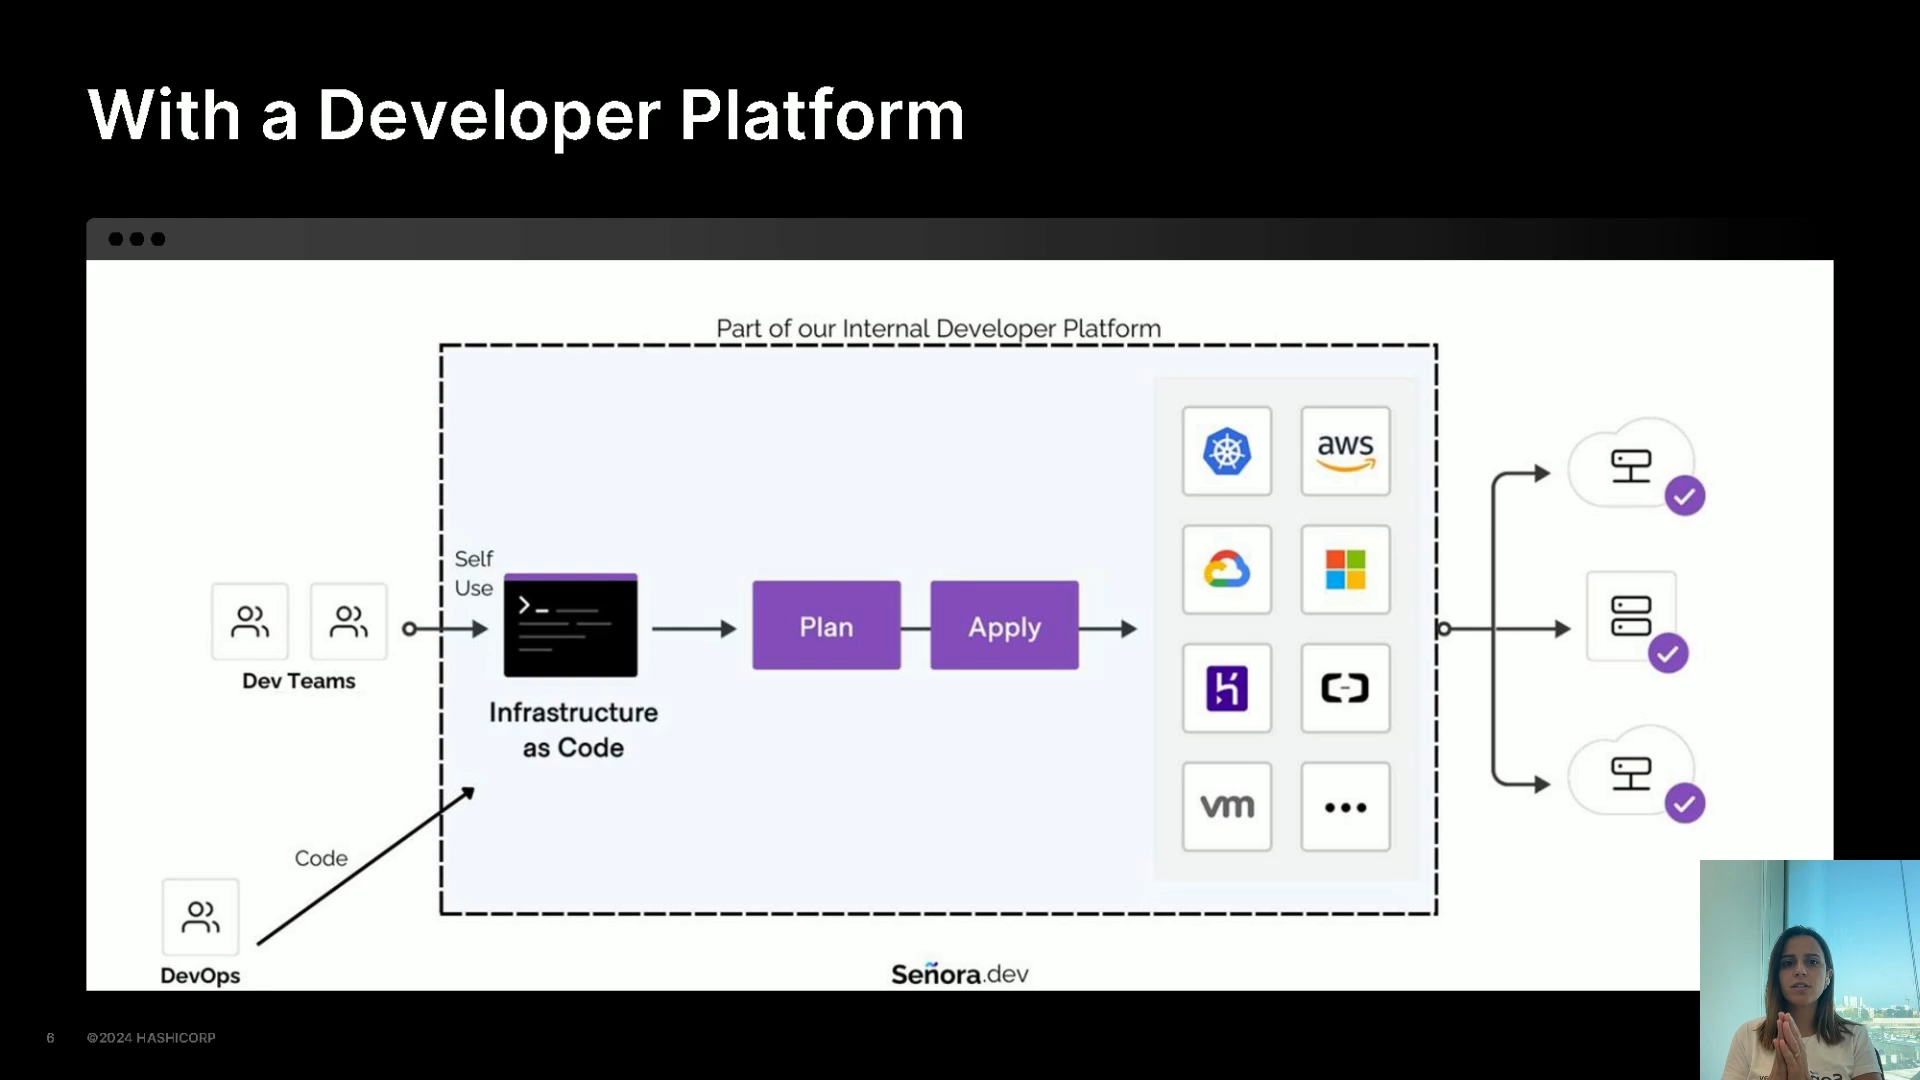 With a Developer Platform
Part of our Internal Developer Platform
aws
Self
Use
Plan
Apply
Dev Teams
Infrastructure
as Code
vm
Code
DevOps
Señora.dev
6
©2024 HASHICORP